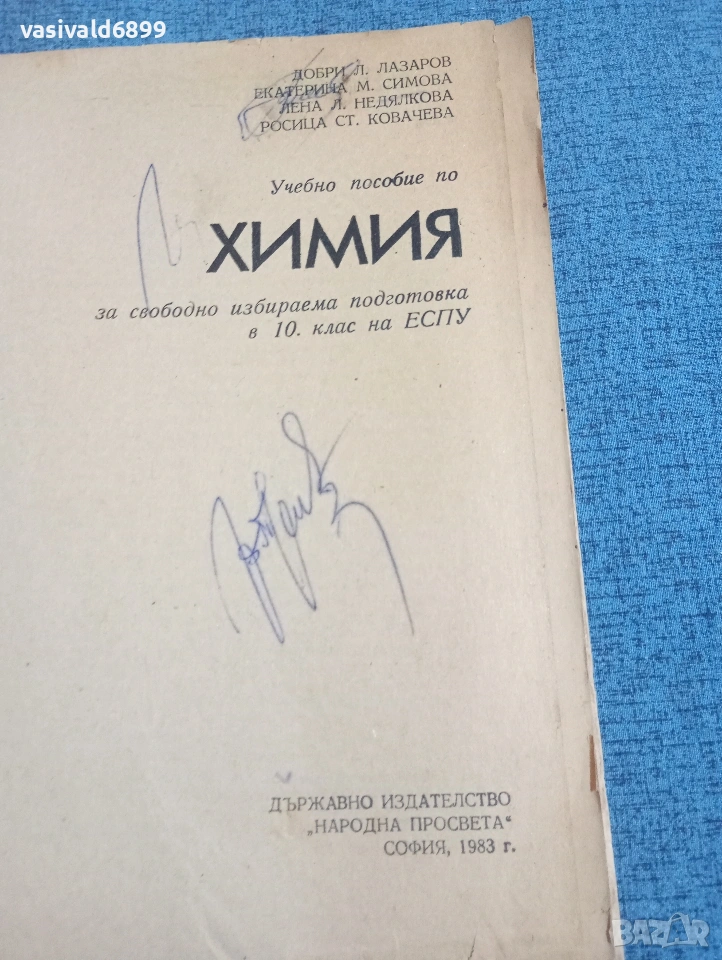 vasivald6899
ДОБРИ Л. ЛАЗАРОВ
ЕКАТЕРИНА М. СИМОВА
ЛЕНА Л. НЕДЯЛКОВА
РОСИЦА СТ. КОВАЧЕВА
Учебно пособие по
ХИМИЯ
за свободно избираема подготовка
в 10. клас на ЕСПУ
ДЪРЖАВНО ИЗДАТЕЛСТВО
„НАРОДНА ПРОСВЕТА“
СОФИЯ, 1983 г.
BAZAR